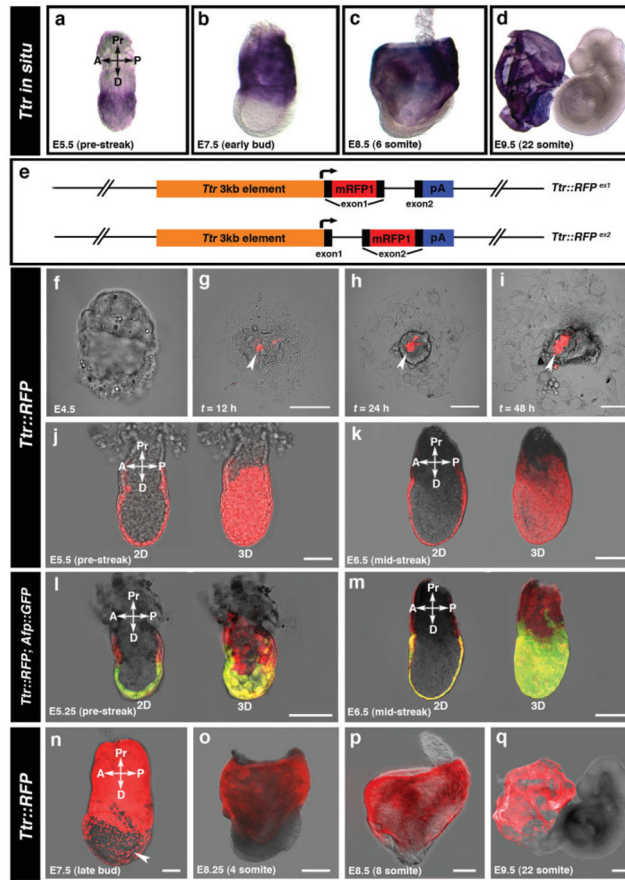 Ttr in situ
a
Pr
A P
D
E5.5 (pre-streak)
b
E7.5 (early bud)
c
E8.5 (6 somite)
d
E9.5 (22 somite)
e
Ttr 3kb element mRFP1 pA Ttr::RFP ex1
exon1 exon2
Ttr 3kb element mRFP1 pA Ttr::RFP ex2
exon1 exon2
Ttr::RFP
f
E4.5
g
t = 12 h
h
t = 24 h
i
t = 48 h
j
Pr
A P
D
2D 3D
E5.5 (pre-streak)
k
Pr
A P
D
2D 3D
E6.5 (mid-streak)
Ttr::RFP; Afp::GFP
l
Pr
A P
D
2D 3D
E5.25 (pre-streak)
m
Pr
A P
D
2D 3D
E6.5 (mid-streak)
Ttr::RFP
n
Pr
A P
D
E7.5 (late bud)
o
E8.25 (4 somite)
p
E8.5 (8 somite)
q
E9.5 (22 somite)